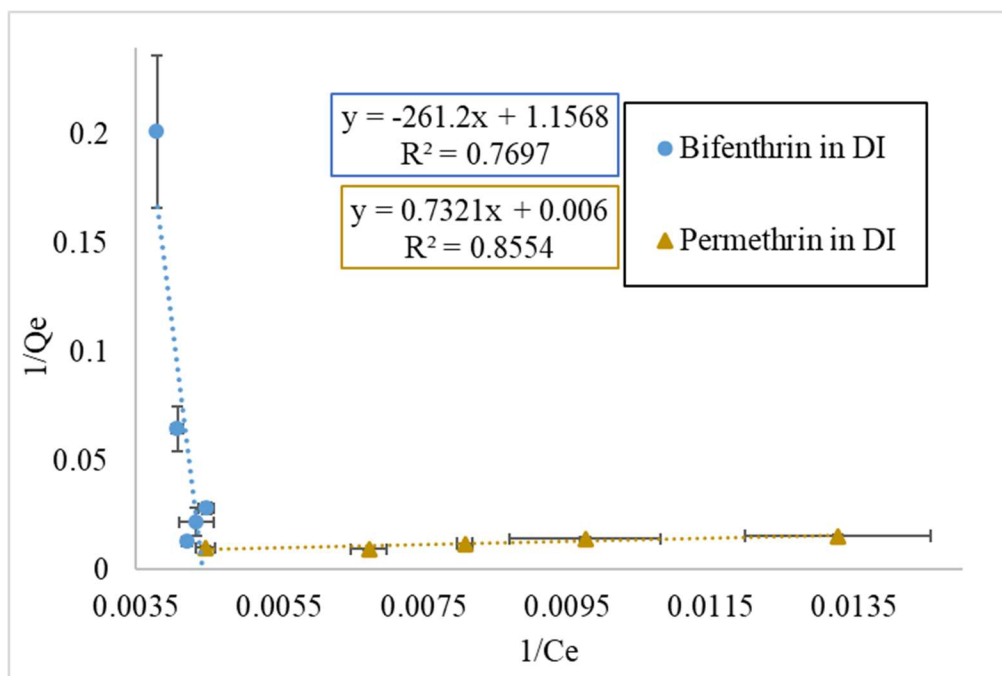 y = -261.2x + 1.1568
R² = 0.7697
y = 0.7321x + 0.006
R² = 0.8554
Bifenthrin in DI
Permethrin in DI
1/Qe
0.2
0.15
0.1
0.05
0
0.0035 0.0055 0.0075 0.0095 0.0115 0.0135
1/Ce